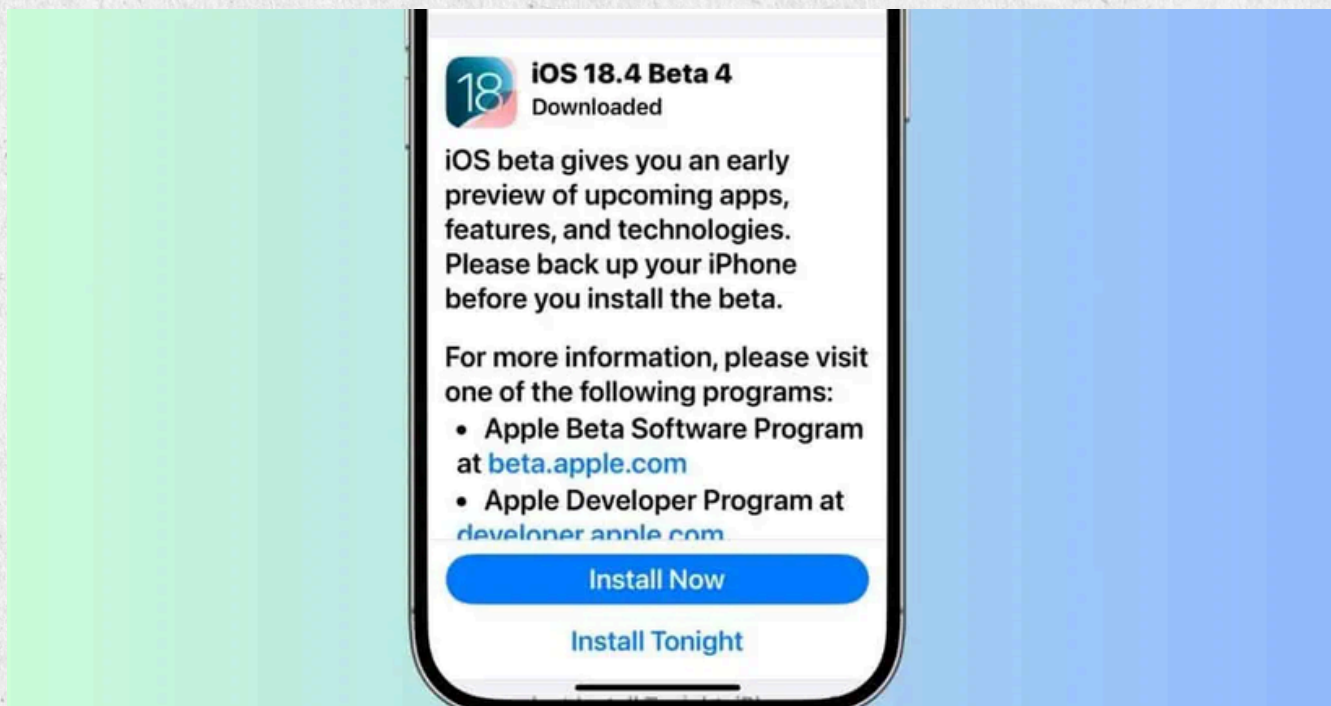 18
iOS 18.4 Beta 4
Downloaded
iOS beta gives you an early
preview of upcoming apps,
features, and technologies.
Please back up your iPhone
before you install the beta.
For more information, please visit
one of the following programs:
• Apple Beta Software Program
at beta.apple.com
• Apple Developer Program at
developer.apple.com
Install Now
Install Tonight